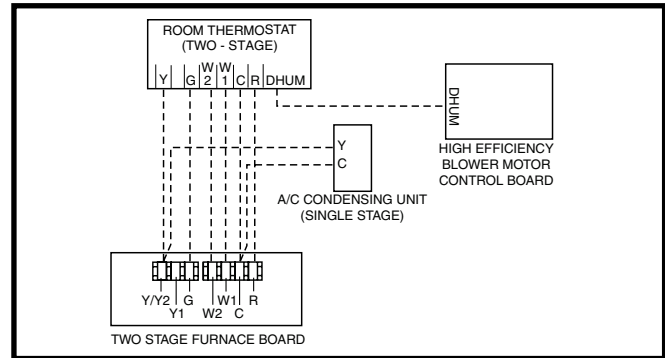 ROOM THERMOSTAT
(TWO - STAGE)
W W
Y G 2 1 C R DHUM
DHUM
HIGH EFFICIENCY
BLOWER MOTOR
CONTROL BOARD
Y
C
A/C CONDENSING UNIT
(SINGLE STAGE)
Y/Y2 G W1 R
Y1 W2 C
TWO STAGE FURNACE BOARD